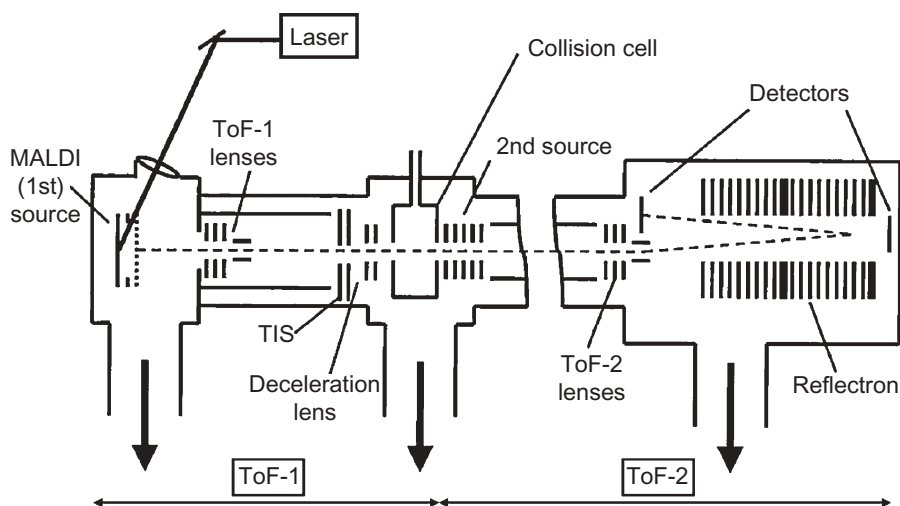 Laser
Collision cell
Detectors
ToF-1
lenses
2nd source
MALDI
(1st)
source
TIS
Deceleration
lens
ToF-2
lenses
Reflectron
ToF-1
ToF-2